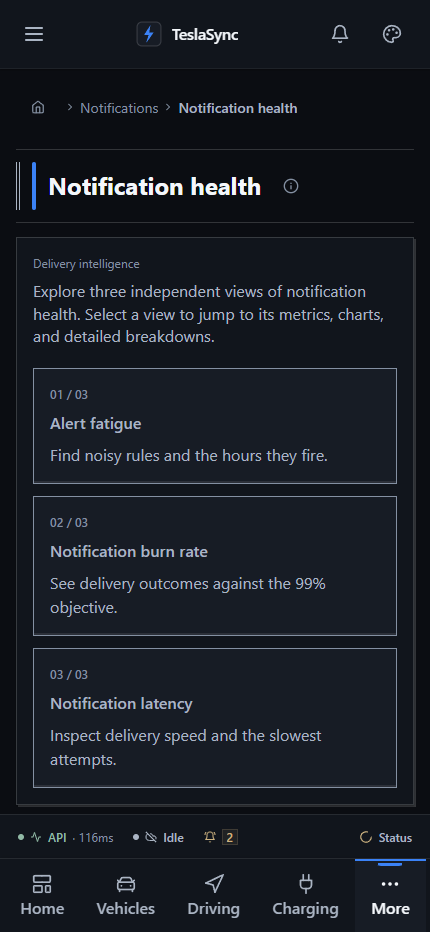 TeslaSync
Notifications
Notification health
Notification health
Delivery intelligence
Explore three independent views of notification
health. Select a view to jump to its metrics, charts,
and detailed breakdowns.
01 / 03
Alert fatigue
Find noisy rules and the hours they fire.
02 / 03
Notification burn rate
See delivery outcomes against the 99%
objective.
03 / 03
Notification latency
Inspect delivery speed and the slowest
attempts.
API · 116ms Idle 2 Status
Home Vehicles Driving Charging More